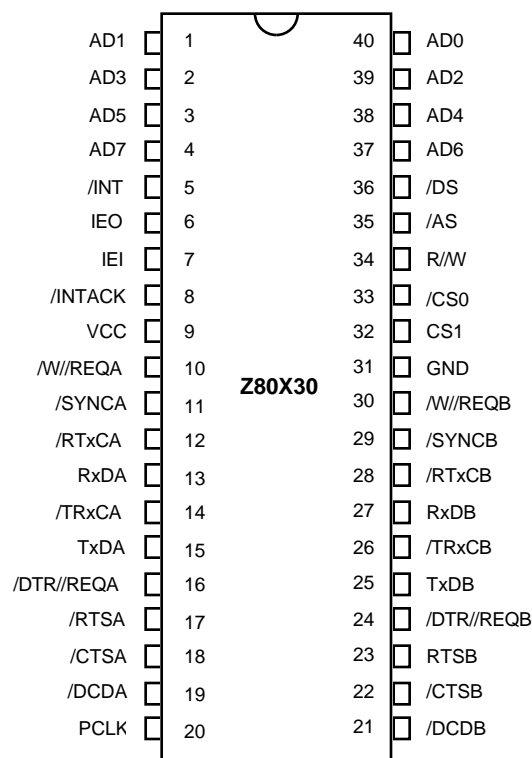 AD1 1 40 AD0
AD3 2 39 AD2
AD5 3 38 AD4
AD7 4 37 AD6
/INT 5 36 /DS
IEO 6 35 /AS
IEI 7 34 R//W
/INTACK 8 33 /CS0
VCC 9 32 CS1
/W//REQA 10 31 GND
Z80X30
/SYNCA 11 30 /W//REQB
/RTxCA 12 29 /SYNCB
RxDA 13 28 /RTxCB
/TRxCA 14 27 RxDB
TxDA 15 26 /TRxCB
/DTR//REQA 16 25 TxDB
/RTSA 17 24 /DTR//REQB
/CTSA 18 23 RTSB
/DCDA 19 22 /CTSB
PCLK 20 21 /DCDB